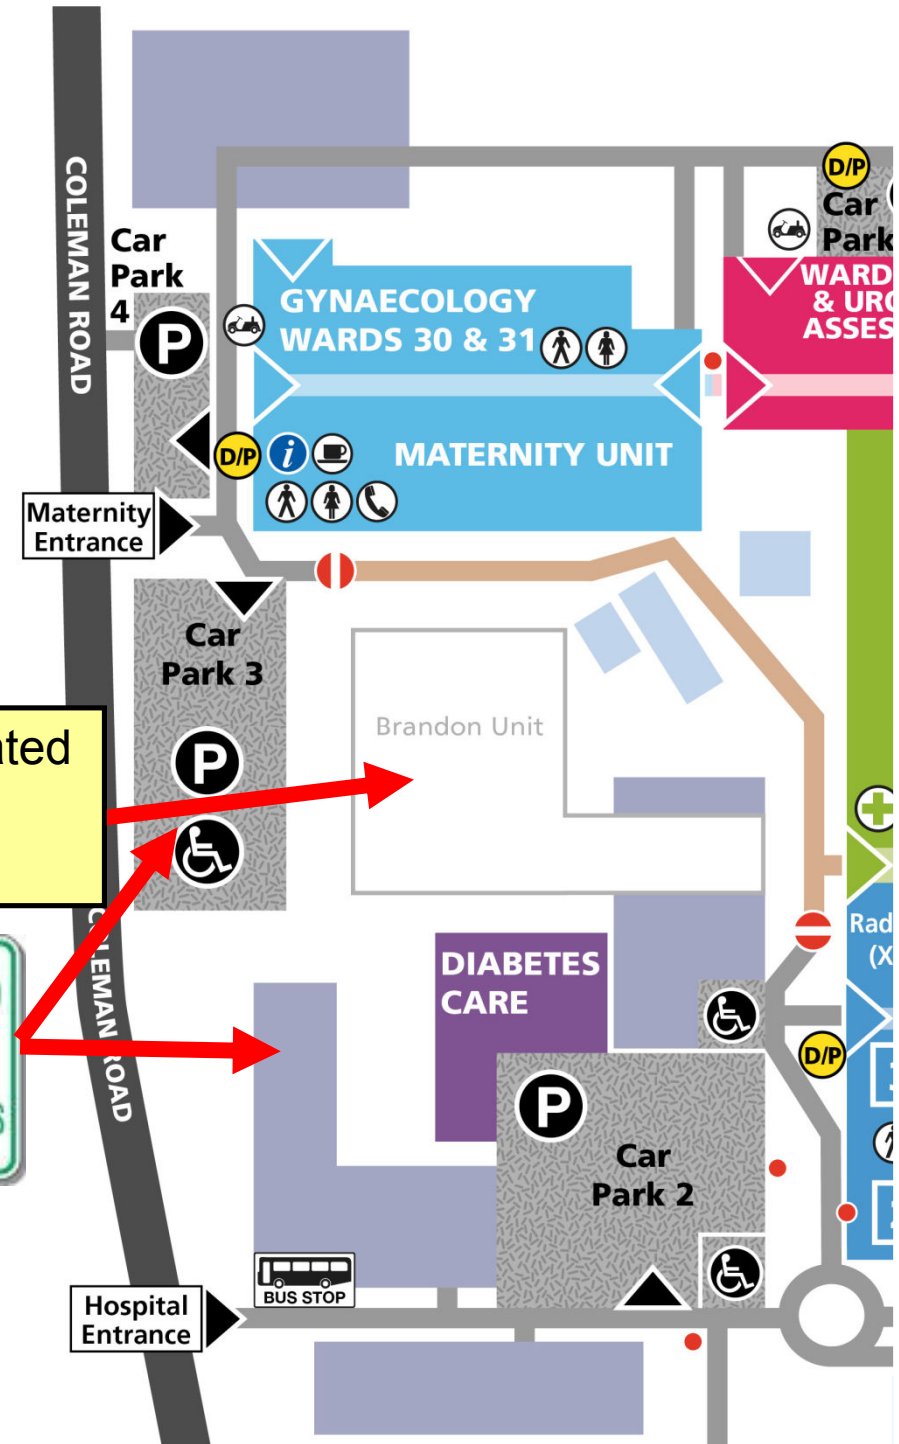 COLEMAN ROAD
Car
Park
4
P
D/P
Car
Park
GYNAECOLOGY
WARDS 30 & 31
WARD
& URG
ASSES
D/P
i
MATERNITY UNIT
Maternity
Entrance
Car
Park 3
P
Brandon Unit
ated
COLEMAN ROAD
DIABETES
CARE
Rad
(X
D/P
P
Car
Park 2
BUS STOP
Hospital
Entrance